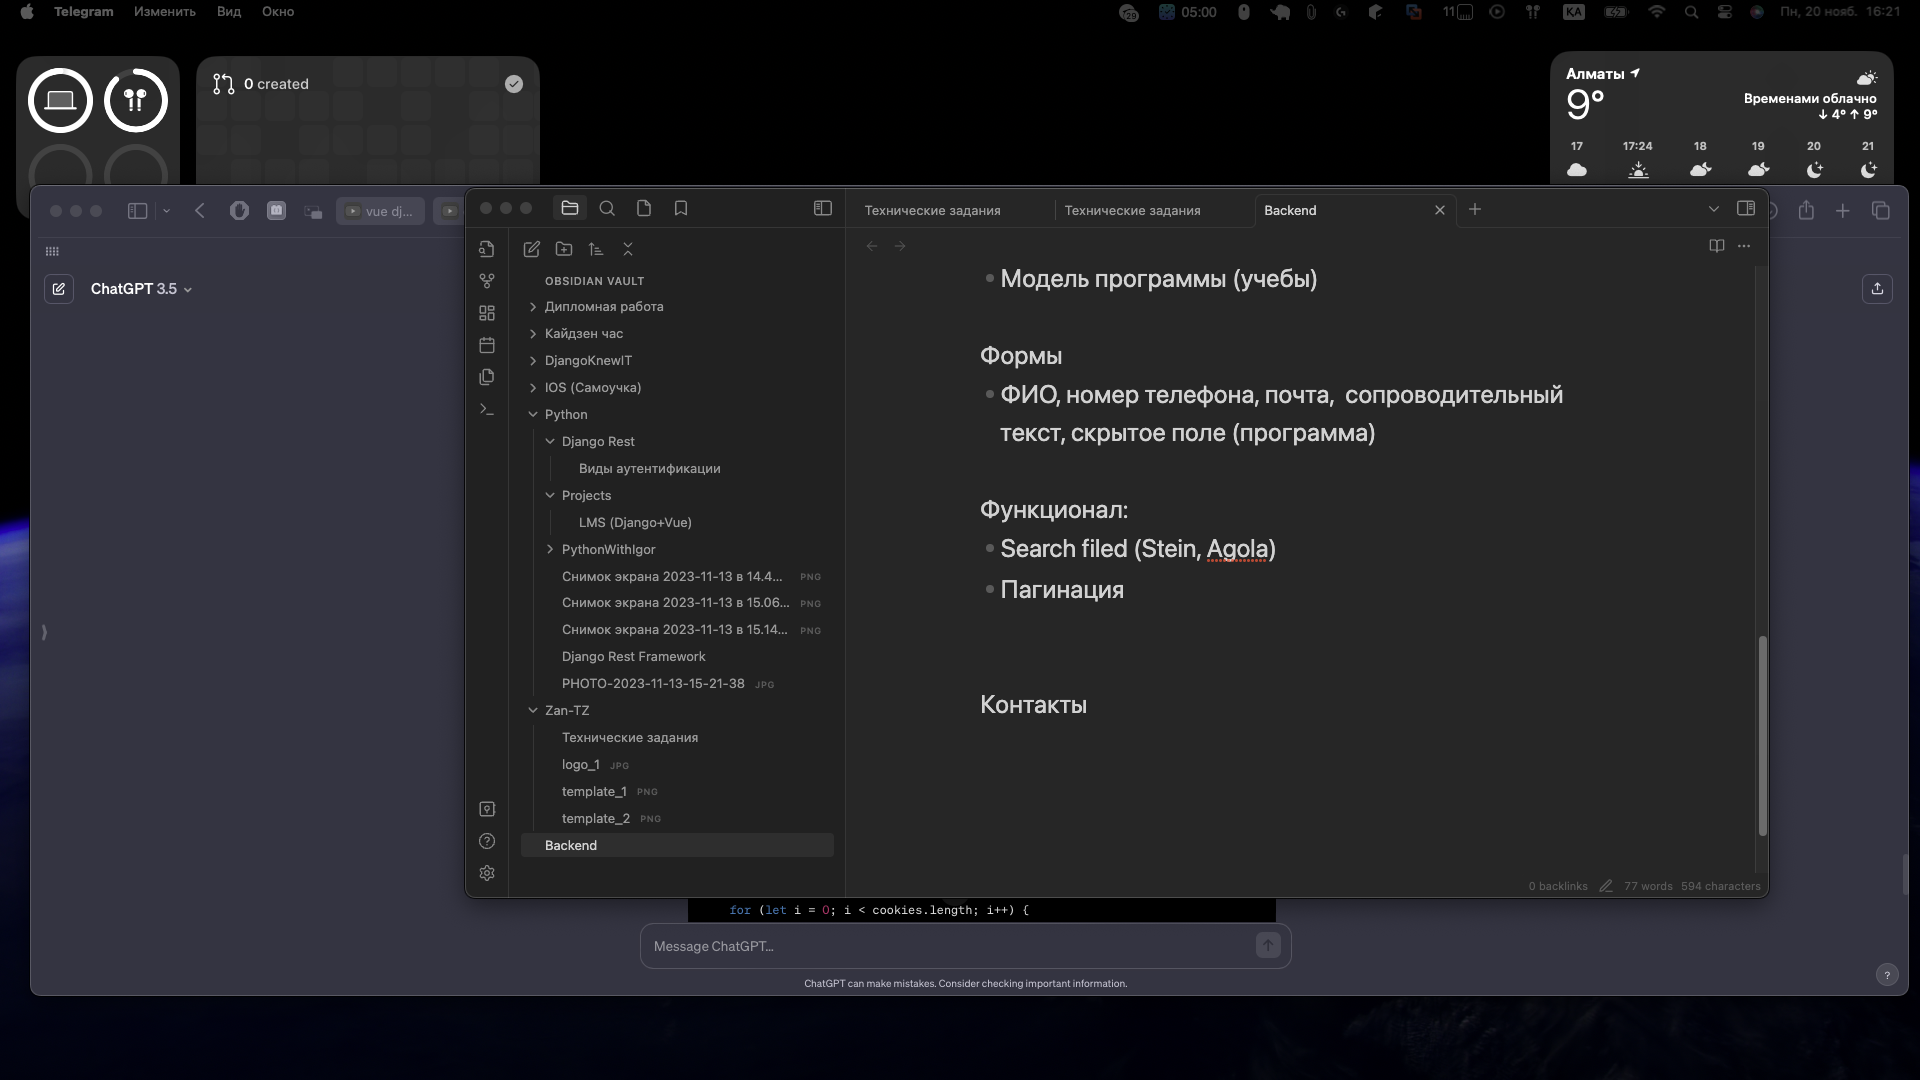 Telegram Изменить Вид Окно
29 05:00 11 KA Пн, 20 нояб. 16:21
0 created
Алматы
9°
Временами облачно
↓ 4° ↑ 9°
17 17:24 18 19 20 21
vue dj...
ChatGPT 3.5
OBSIDIAN VAULT
Дипломная работа
Кайдзен час
DjangoKnewIT
IOS (Самоучка)
Python
Django Rest
Виды аутентификации
Projects
LMS (Django+Vue)
PythonWithIgor
Снимок экрана 2023-11-13 в 14.4... PNG
Снимок экрана 2023-11-13 в 15.06... PNG
Снимок экрана 2023-11-13 в 15.14... PNG
Django Rest Framework
PHOTO-2023-11-13-15-21-38 JPG
Zan-TZ
Технические задания
logo_1 JPG
template_1 PNG
template_2 PNG
Backend
Технические задания Технические задания Backend
Модель программы (учебы)
Формы
ФИО, номер телефона, почта, сопроводительный
текст, скрытое поле (программа)
Функционал:
Search filed (Stein, Agola)
Пагинация
Контакты
0 backlinks 77 words 594 characters
for (let i = 0; i < cookies.length; i++) {
Message ChatGPT...
ChatGPT can make mistakes. Consider checking important information.
?